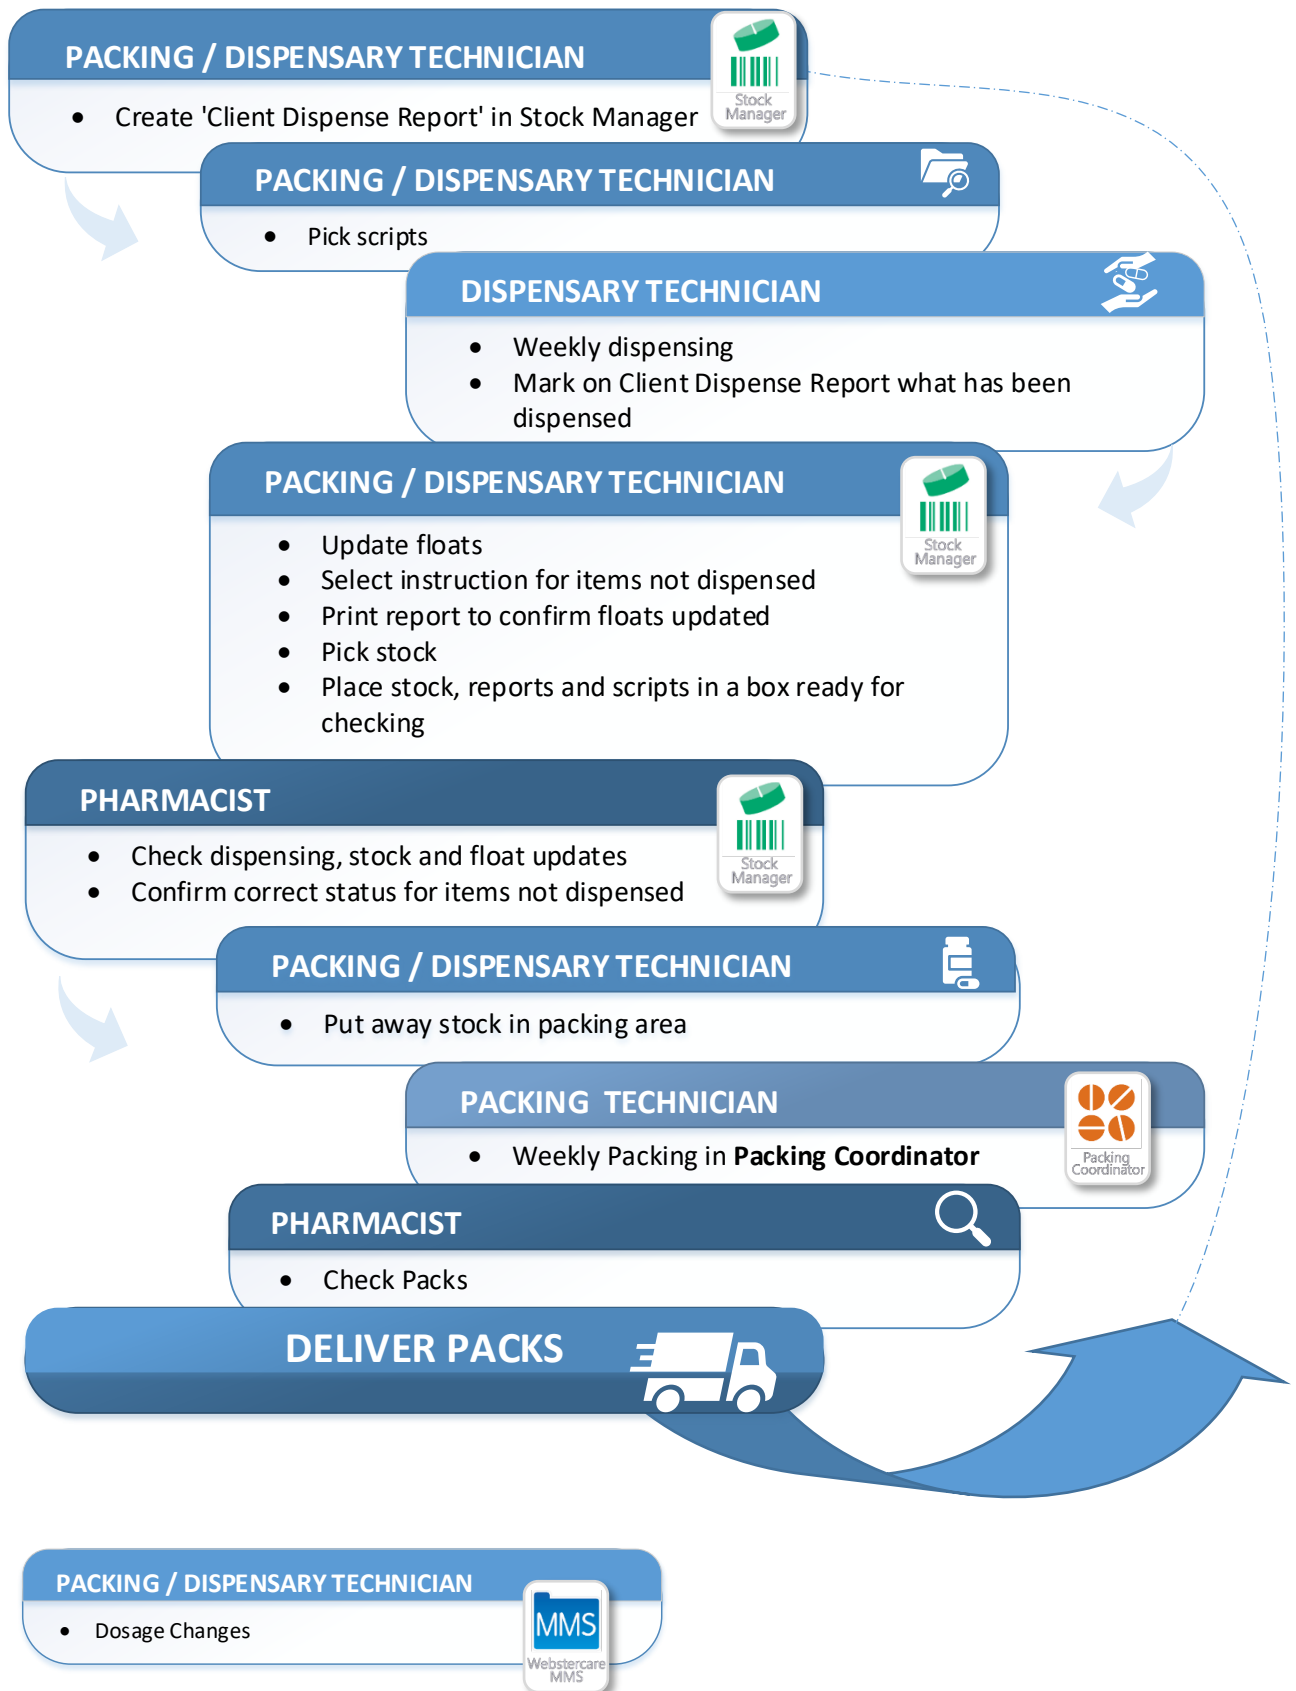 PACKING / DISPENSARY TECHNICIAN
• Create 'Client Dispense Report' in Stock Manager
Stock
Manager
PACKING / DISPENSARY TECHNICIAN
• Pick scripts
DISPENSARY TECHNICIAN
• Weekly dispensing
• Mark on Client Dispense Report what has been
dispensed
PACKING / DISPENSARY TECHNICIAN
Stock
Manager
• Update floats
• Select instruction for items not dispensed
• Print report to confirm floats updated
• Pick stock
• Place stock, reports and scripts in a box ready for
checking
PHARMACIST
Stock
Manager
• Check dispensing, stock and float updates
• Confirm correct status for items not dispensed
PACKING / DISPENSARY TECHNICIAN
• Put away stock in packing area
PACKING TECHNICIAN
• Weekly Packing in Packing Coordinator
Packing
Coordinator
PHARMACIST
• Check Packs
DELIVER PACKS
PACKING / DISPENSARY TECHNICIAN
• Dosage Changes
MMS
Webstercare
MMS